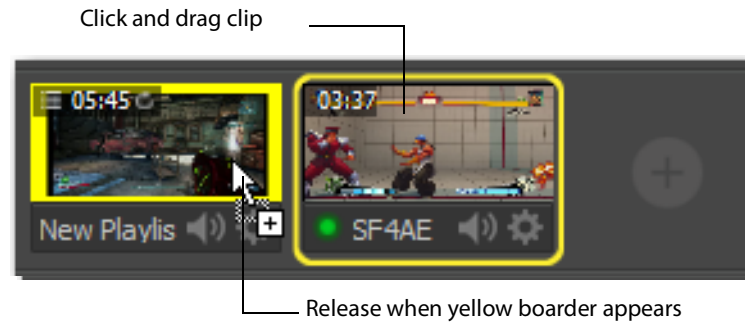 Click and drag clip
05:45
03:37
New Playlis
SF4AE
Release when yellow boarder appears